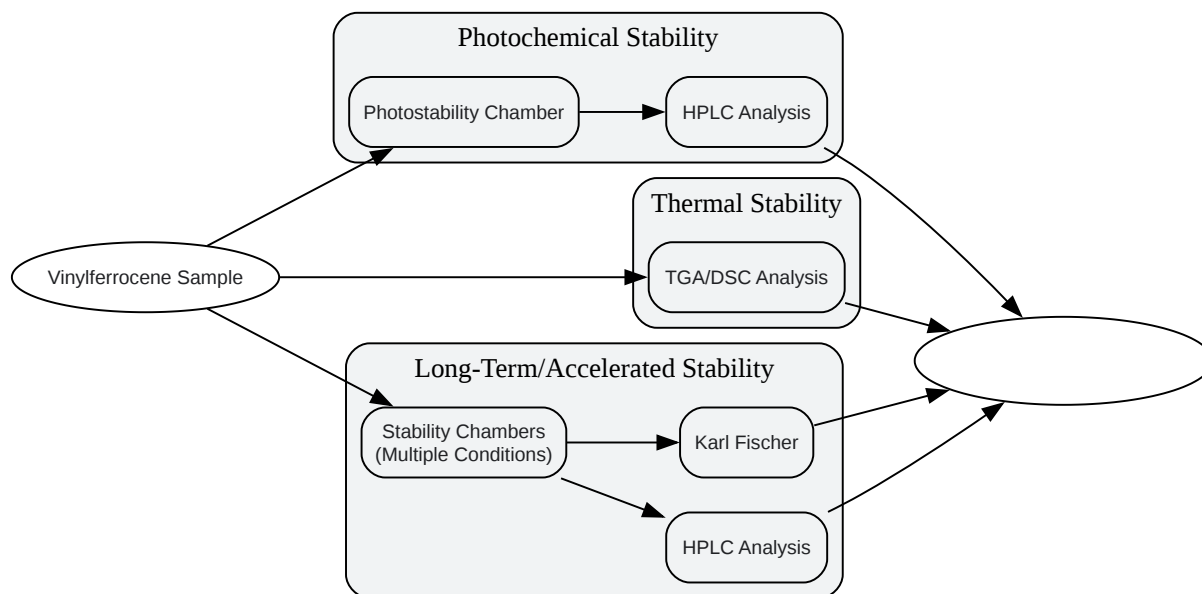 Photochemical Stability
Photostability Chamber
HPLC Analysis
Thermal Stability
TGA/DSC Analysis
Vinylferrocene Sample
Long-Term/Accelerated Stability
Stability Chambers
(Multiple Conditions)
Karl Fischer
HPLC Analysis